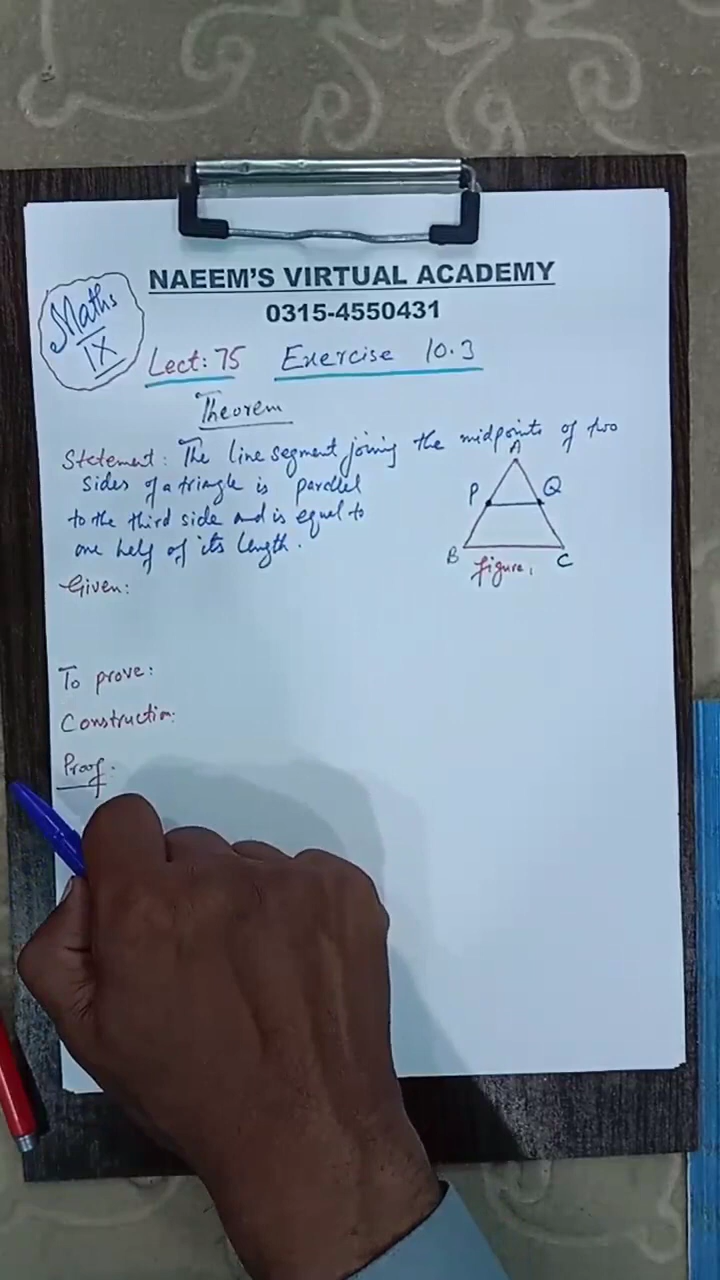 NAEEM'S VIRTUAL ACADEMY
0315-4550431
Maths
IX
Lect: 75 Exercise 10.3
Theorem
Statement: The line segment joining the midpoints of two
sides of a triangle is parallel
to the third side and is equal to
one half of its length.
A
P Q
B C
figure,
Given:
To prove:
Construction:
Proof: